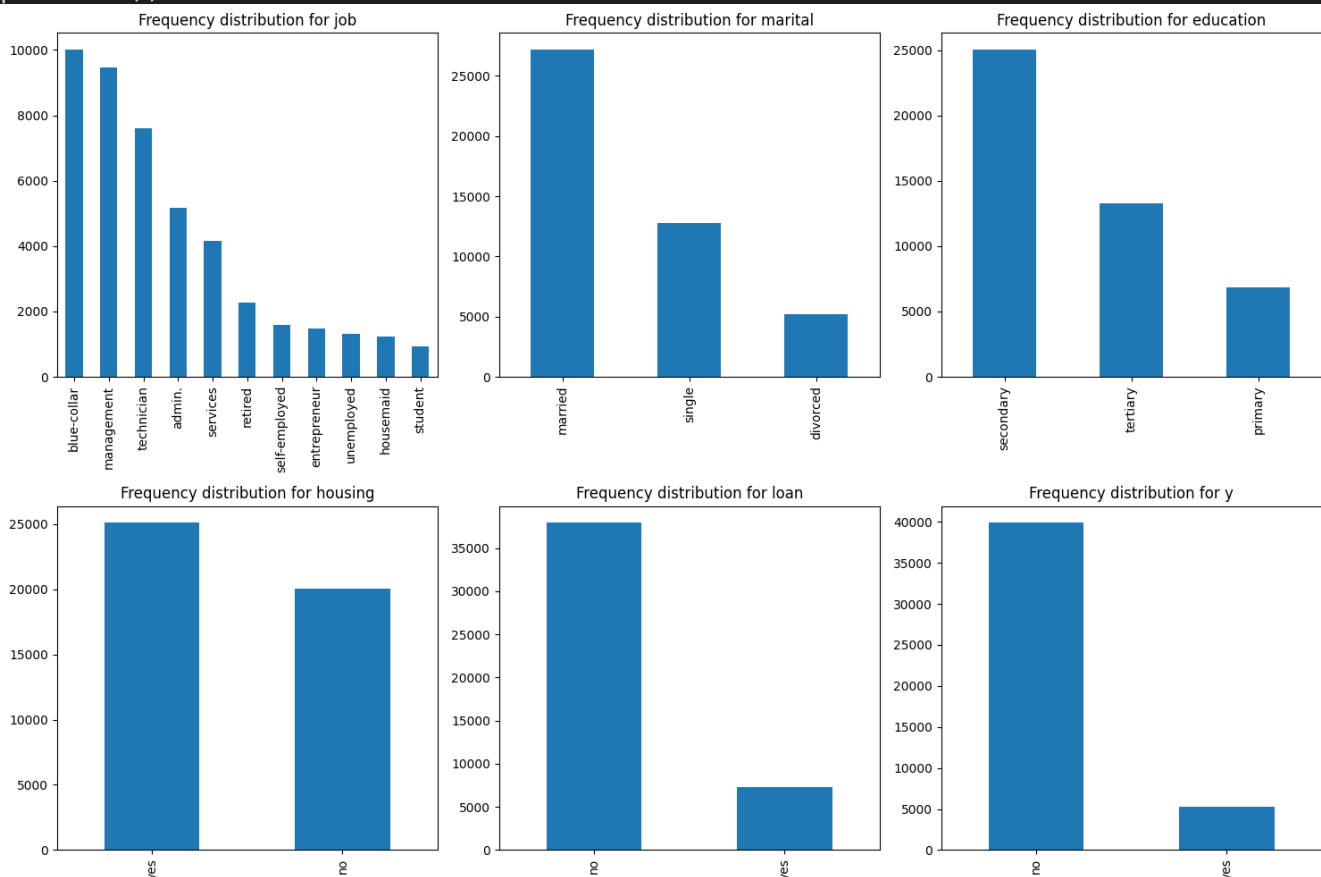 Frequency distribution for job
10000
8000
6000
4000
2000
0
blue-collar
management
technician
admin.
services
retired
self-employed
entrepreneur
unemployed
housemaid
student
Frequency distribution for marital
25000
20000
15000
10000
5000
0
married
single
divorced
Frequency distribution for education
25000
20000
15000
10000
5000
0
secondary
tertiary
primary
Frequency distribution for housing
25000
20000
15000
10000
5000
0
yes
no
Frequency distribution for loan
35000
30000
25000
20000
15000
10000
5000
0
no
yes
Frequency distribution for y
40000
35000
30000
25000
20000
15000
10000
5000
0
no
yes